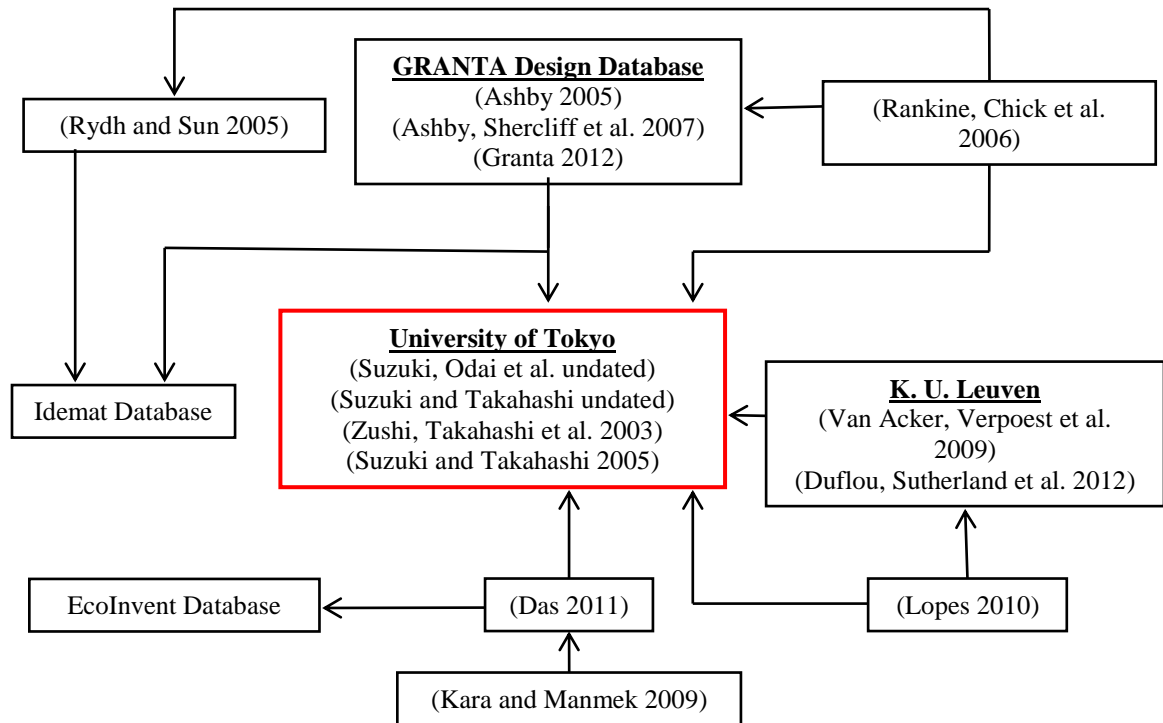 GRANTA Design Database
(Ashby 2005)
(Ashby, Shercliff et al. 2007)
(Granta 2012)
(Rydh and Sun 2005)
(Rankine, Chick et al.
2006)
University of Tokyo
(Suzuki, Odai et al. undated)
(Suzuki and Takahashi undated)
(Zushi, Takahashi et al. 2003)
(Suzuki and Takahashi 2005)
Idemat Database
K. U. Leuven
(Van Acker, Verpoest et al.
2009)
(Duflou, Sutherland et al. 2012)
EcoInvent Database
(Das 2011)
(Lopes 2010)
(Kara and Manmek 2009)